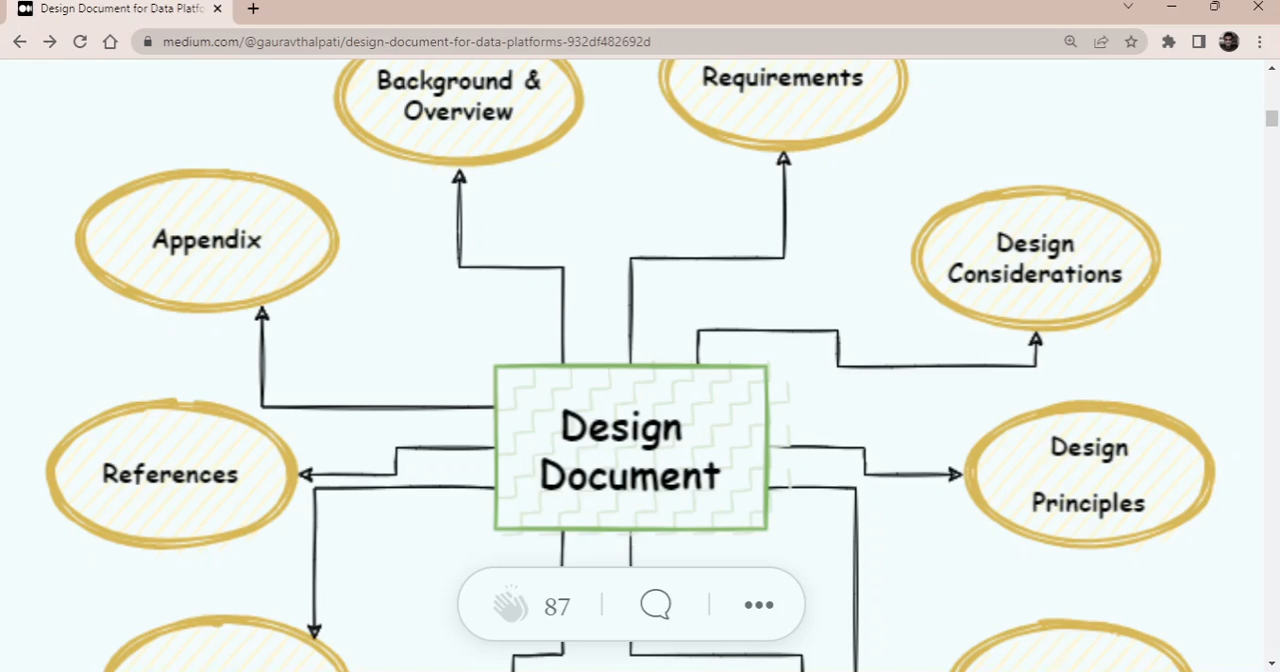 Design Document for Data Platfo
medium.com/@gauravthalpati/design-document-for-data-platforms-932df482692d
Background &
Overview
Requirements
Appendix
Design
Considerations
Design
Document
References
Design
Principles
87